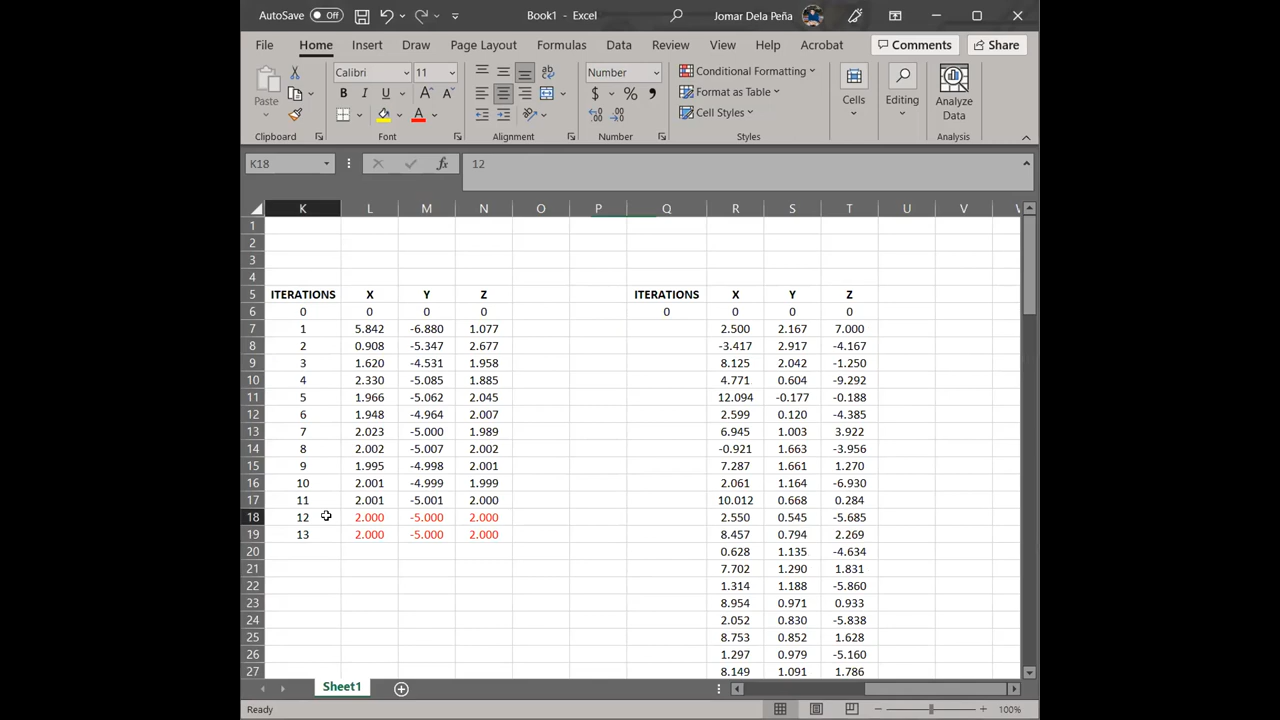 AutoSave Off Book1 - Excel Jomar Dela Peña
File Home Insert Draw Page Layout Formulas Data Review View Help Acrobat Comments Share
Paste Calibri 11 Number Conditional Formatting Format as Table Cell Styles Cells Editing Analyze Data
Clipboard Font Alignment Number Styles Analysis
K18 fx 12
K L M N O P Q R S T U V
1
2
3
4
5 ITERATIONS X Y Z ITERATIONS X Y Z
6 0 0 0 0 0 0 0 0
7 1 5.842 -6.880 1.077 2.500 2.167 7.000
8 2 0.908 -5.347 2.677 -3.417 2.917 -4.167
9 3 1.620 -4.531 1.958 8.125 2.042 -1.250
10 4 2.330 -5.085 1.885 4.771 0.604 -9.292
11 5 1.966 -5.062 2.045 12.094 -0.177 -0.188
12 6 1.948 -4.964 2.007 2.599 0.120 -4.385
13 7 2.023 -5.000 1.989 6.945 1.003 3.922
14 8 2.002 -5.007 2.002 -0.921 1.663 -3.956
15 9 1.995 -4.998 2.001 7.287 1.661 1.270
16 10 2.001 -4.999 1.999 2.061 1.164 -6.930
17 11 2.001 -5.001 2.000 10.012 0.668 0.284
18 12 2.000 -5.000 2.000 2.550 0.545 -5.685
19 13 2.000 -5.000 2.000 8.457 0.794 2.269
20 0.628 1.135 -4.634
21 7.702 1.290 1.831
22 1.314 1.188 -5.860
23 8.954 0.971 0.933
24 2.052 0.830 -5.838
25 8.753 0.852 1.628
26 1.297 0.979 -5.160
27 8.149 1.091 1.786
Sheet1
Ready 100%